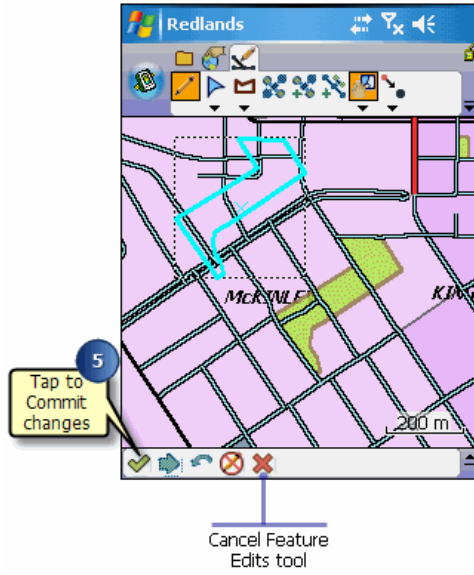 Redlands
McKINLE
KIN
5
Tap to
Commit
changes
200 m
Cancel Feature
Edits tool